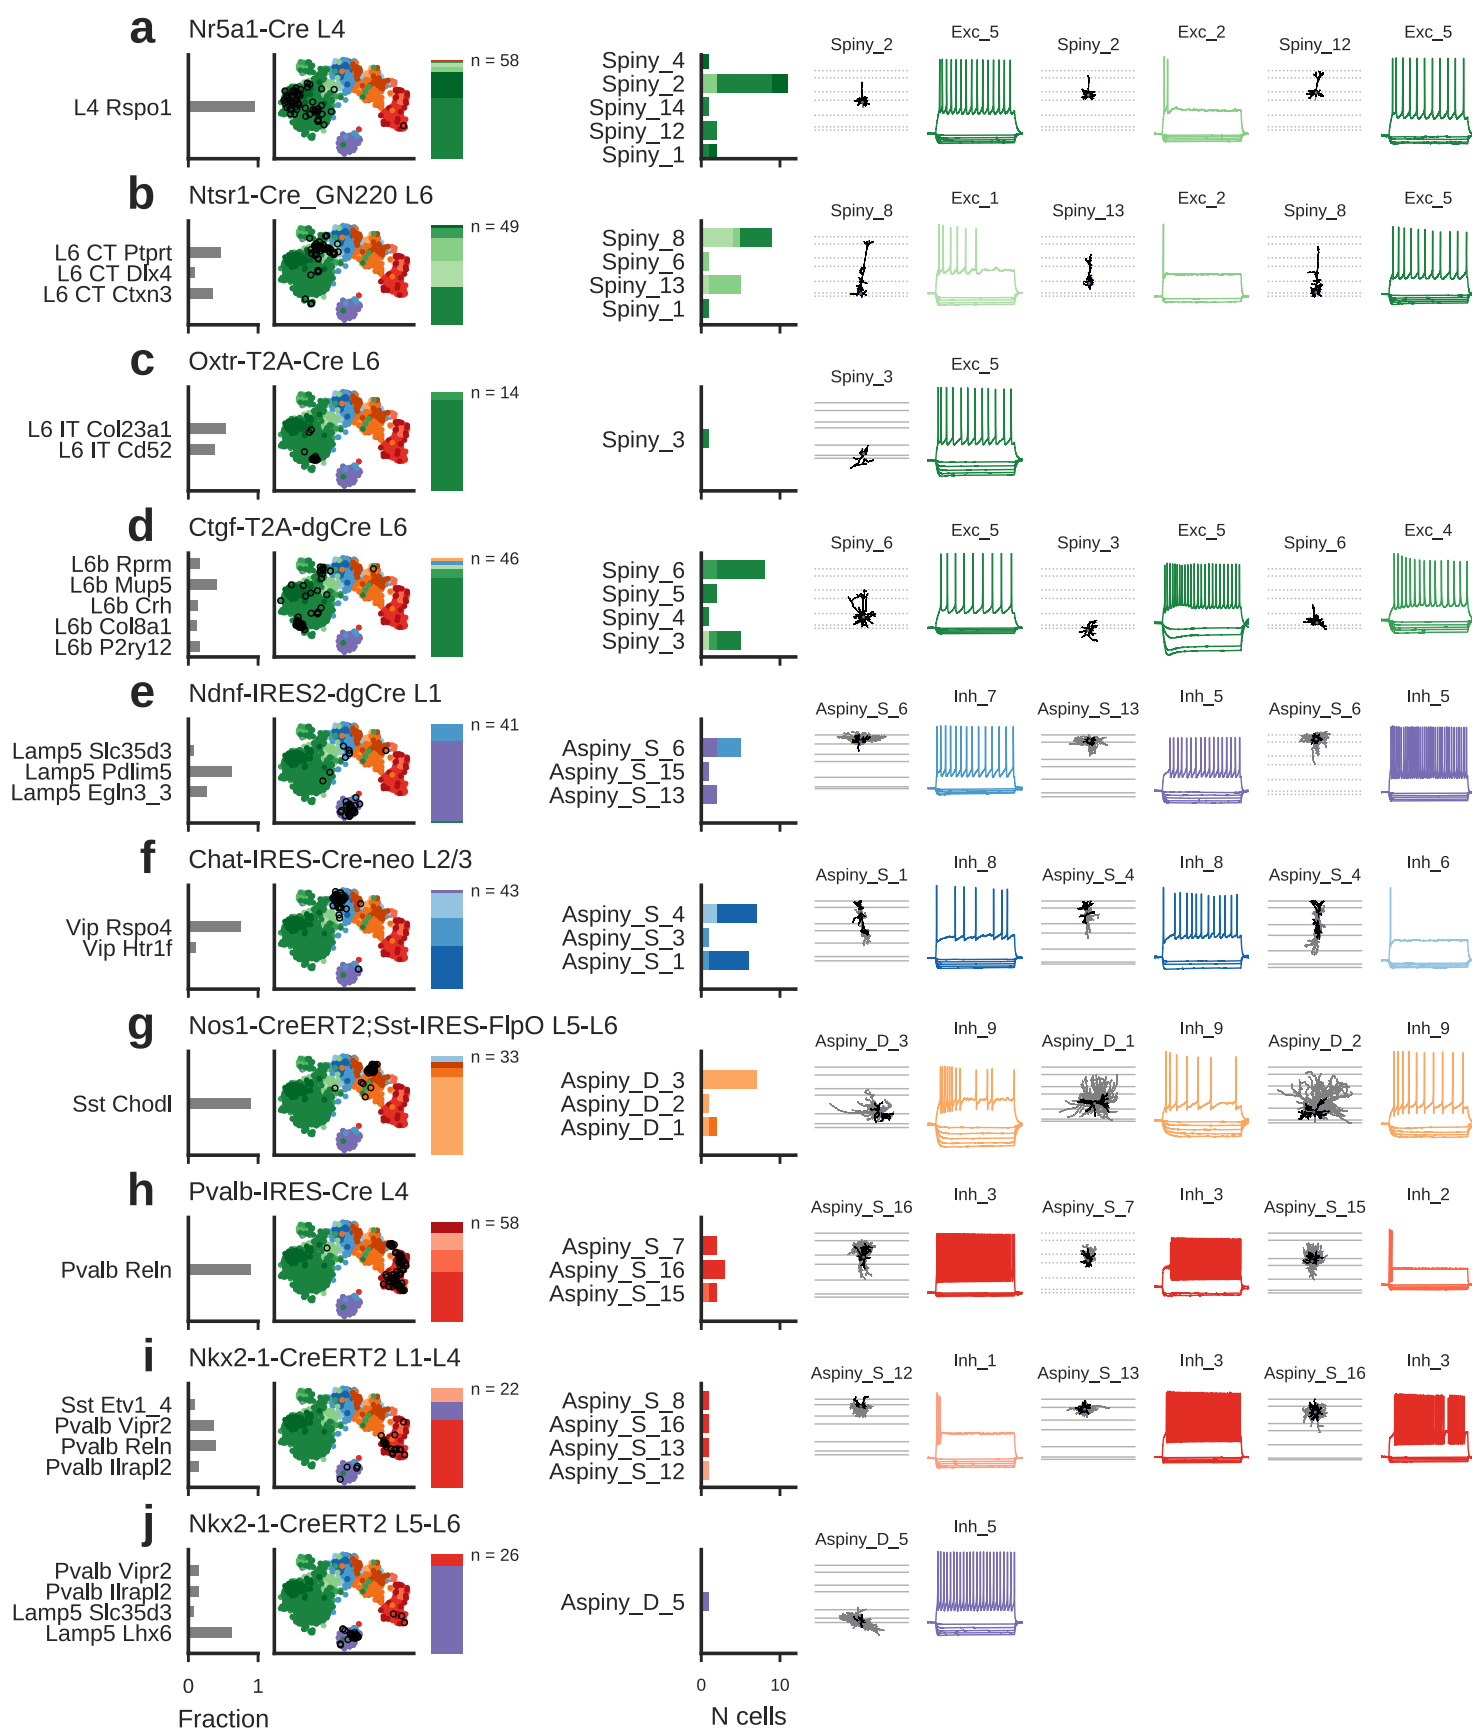 a Nr5a1-Cre L4
L4 Rspo1
n = 58
Spiny_4
Spiny_2
Spiny_14
Spiny_12
Spiny_1
Spiny_2 Exc_5 Spiny_2 Exc_2 Spiny_12 Exc_5
b Ntsr1-Cre_GN220 L6
L6 CT Ptprt
L6 CT Dlx4
L6 CT Ctxn3
n = 49
Spiny_8
Spiny_6
Spiny_13
Spiny_1
Spiny_8 Exc_1 Spiny_13 Exc_2 Spiny_8 Exc_5
c Oxtr-T2A-Cre L6
L6 IT Col23a1
L6 IT Cd52
n = 14
Spiny_3
Spiny_3 Exc_5
d Ctgf-T2A-dgCre L6
L6b Rprm
L6b Mup5
L6b Crh
L6b Col8a1
L6b P2ry12
n = 46
Spiny_6
Spiny_5
Spiny_4
Spiny_3
Spiny_6 Exc_5 Spiny_3 Exc_5 Spiny_6 Exc_4
e Ndnf-IRES2-dgCre L1
Lamp5 Slc35d3
Lamp5 Pdlim5
Lamp5 Egln3_3
n = 41
Aspiny_S_6
Aspiny_S_15
Aspiny_S_13
Aspiny_S_6 Inh_7 Aspiny_S_13 Inh_5 Aspiny_S_6 Inh_5
f Chat-IRES-Cre-neo L2/3
Vip Rspo4
Vip Htr1f
n = 43
Aspiny_S_4
Aspiny_S_3
Aspiny_S_1
Aspiny_S_1 Inh_8 Aspiny_S_4 Inh_8 Aspiny_S_4 Inh_6
g Nos1-CreERT2;Sst-IRES-FlpO L5-L6
Sst Chodl
n = 33
Aspiny_D_3
Aspiny_D_2
Aspiny_D_1
Aspiny_D_3 Inh_9 Aspiny_D_1 Inh_9 Aspiny_D_2 Inh_9
h Pvalb-IRES-Cre L4
Pvalb Reln
n = 58
Aspiny_S_7
Aspiny_S_16
Aspiny_S_15
Aspiny_S_16 Inh_3 Aspiny_S_7 Inh_3 Aspiny_S_15 Inh_2
i Nkx2-1-CreERT2 L1-L4
Sst Etv1_4
Pvalb Vipr2
Pvalb Reln
Pvalb Ilrapl2
n = 22
Aspiny_S_8
Aspiny_S_16
Aspiny_S_13
Aspiny_S_12
Aspiny_S_12 Inh_1 Aspiny_S_13 Inh_3 Aspiny_S_16 Inh_3
j Nkx2-1-CreERT2 L5-L6
Pvalb Vipr2
Pvalb Ilrapl2
Lamp5 Slc35d3
Lamp5 Lhx6
n = 26
Aspiny_D_5
Aspiny_D_5 Inh_5
0 1
Fraction
0 10
N cells